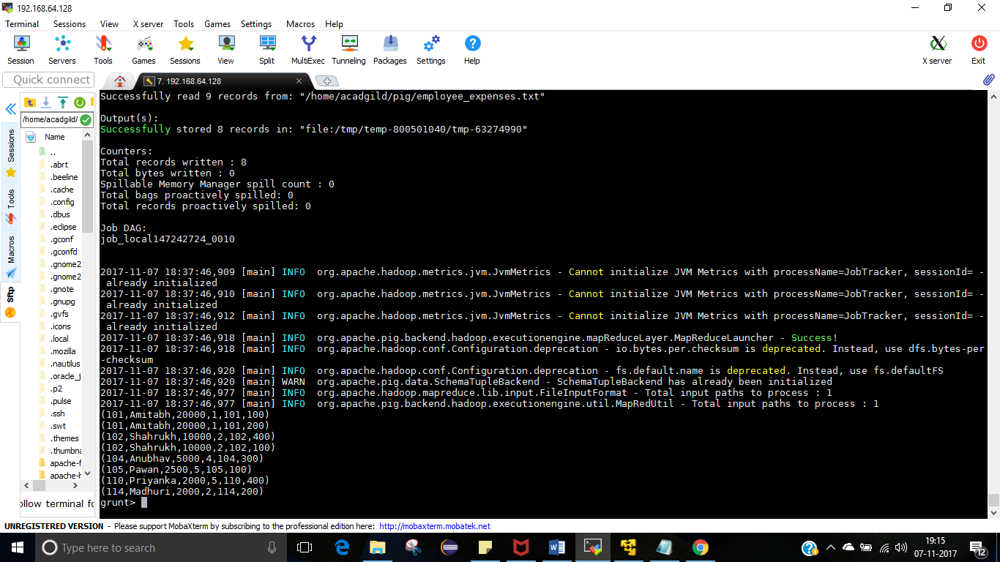 192.168.64.128
Terminal Sessions View X server Tools Games Settings Macros Help
Session Servers Tools Games Sessions View Split MultiExec Tunneling Packages Settings Help X server Exit
Quick connect
7. 192.168.64.128
/home/acadgild/
Name
..
.abrt
.beeline
.cache
.config
.dbus
.eclipse
.gconf
.gconfd
.gnome2
.gnome2
.gnote
.gnupg
.gvfs
.icons
.local
.mozilla
.nautilus
.oracle_j
.p2
.pulse
.ssh
.swt
.themes
.thumbna
apache-f
apache-h
ollow terminal fo
Sessions
Tools
Macros
Sftp
Successfully read 9 records from: "/home/acadgild/pig/employee_expenses.txt"
Output(s):
Successfully stored 8 records in: "file:/tmp/temp-800501040/tmp-63274990"
Counters:
Total records written : 8
Total bytes written : 0
Spillable Memory Manager spill count : 0
Total bags proactively spilled: 0
Total records proactively spilled: 0
Job DAG:
job_local147242724_0010
2017-11-07 18:37:46,909 [main] INFO  org.apache.hadoop.metrics.jvm.JvmMetrics - Cannot initialize JVM Metrics with processName=JobTracker, sessionId= -
 already initialized
2017-11-07 18:37:46,910 [main] INFO  org.apache.hadoop.metrics.jvm.JvmMetrics - Cannot initialize JVM Metrics with processName=JobTracker, sessionId= -
 already initialized
2017-11-07 18:37:46,912 [main] INFO  org.apache.hadoop.metrics.jvm.JvmMetrics - Cannot initialize JVM Metrics with processName=JobTracker, sessionId= -
 already initialized
2017-11-07 18:37:46,918 [main] INFO  org.apache.pig.backend.hadoop.executionengine.mapReduceLayer.MapReduceLauncher - Success!
2017-11-07 18:37:46,918 [main] INFO  org.apache.hadoop.conf.Configuration.deprecation - io.bytes.per.checksum is deprecated. Instead, use dfs.bytes-per
-checksum
2017-11-07 18:37:46,920 [main] INFO  org.apache.hadoop.conf.Configuration.deprecation - fs.default.name is deprecated. Instead, use fs.defaultFS
2017-11-07 18:37:46,920 [main] WARN  org.apache.pig.data.SchemaTupleBackend - SchemaTupleBackend has already been initialized
2017-11-07 18:37:46,977 [main] INFO  org.apache.hadoop.mapreduce.lib.input.FileInputFormat - Total input paths to process : 1
2017-11-07 18:37:46,977 [main] INFO  org.apache.pig.backend.hadoop.executionengine.util.MapRedUtil - Total input paths to process : 1
(101,Amitabh,20000,1,101,100)
(101,Amitabh,20000,1,101,200)
(102,Shahrukh,10000,2,102,400)
(102,Shahrukh,10000,2,102,100)
(104,Anubhav,5000,4,104,300)
(105,Pawan,2500,5,105,100)
(110,Priyanka,2000,5,110,400)
(114,Madhuri,2000,2,114,200)
grunt>
UNREGISTERED VERSION - Please support MobaXterm by subscribing to the professional edition here: http://mobaxterm.mobatek.net
Type here to search
19:15
07-11-2017
12